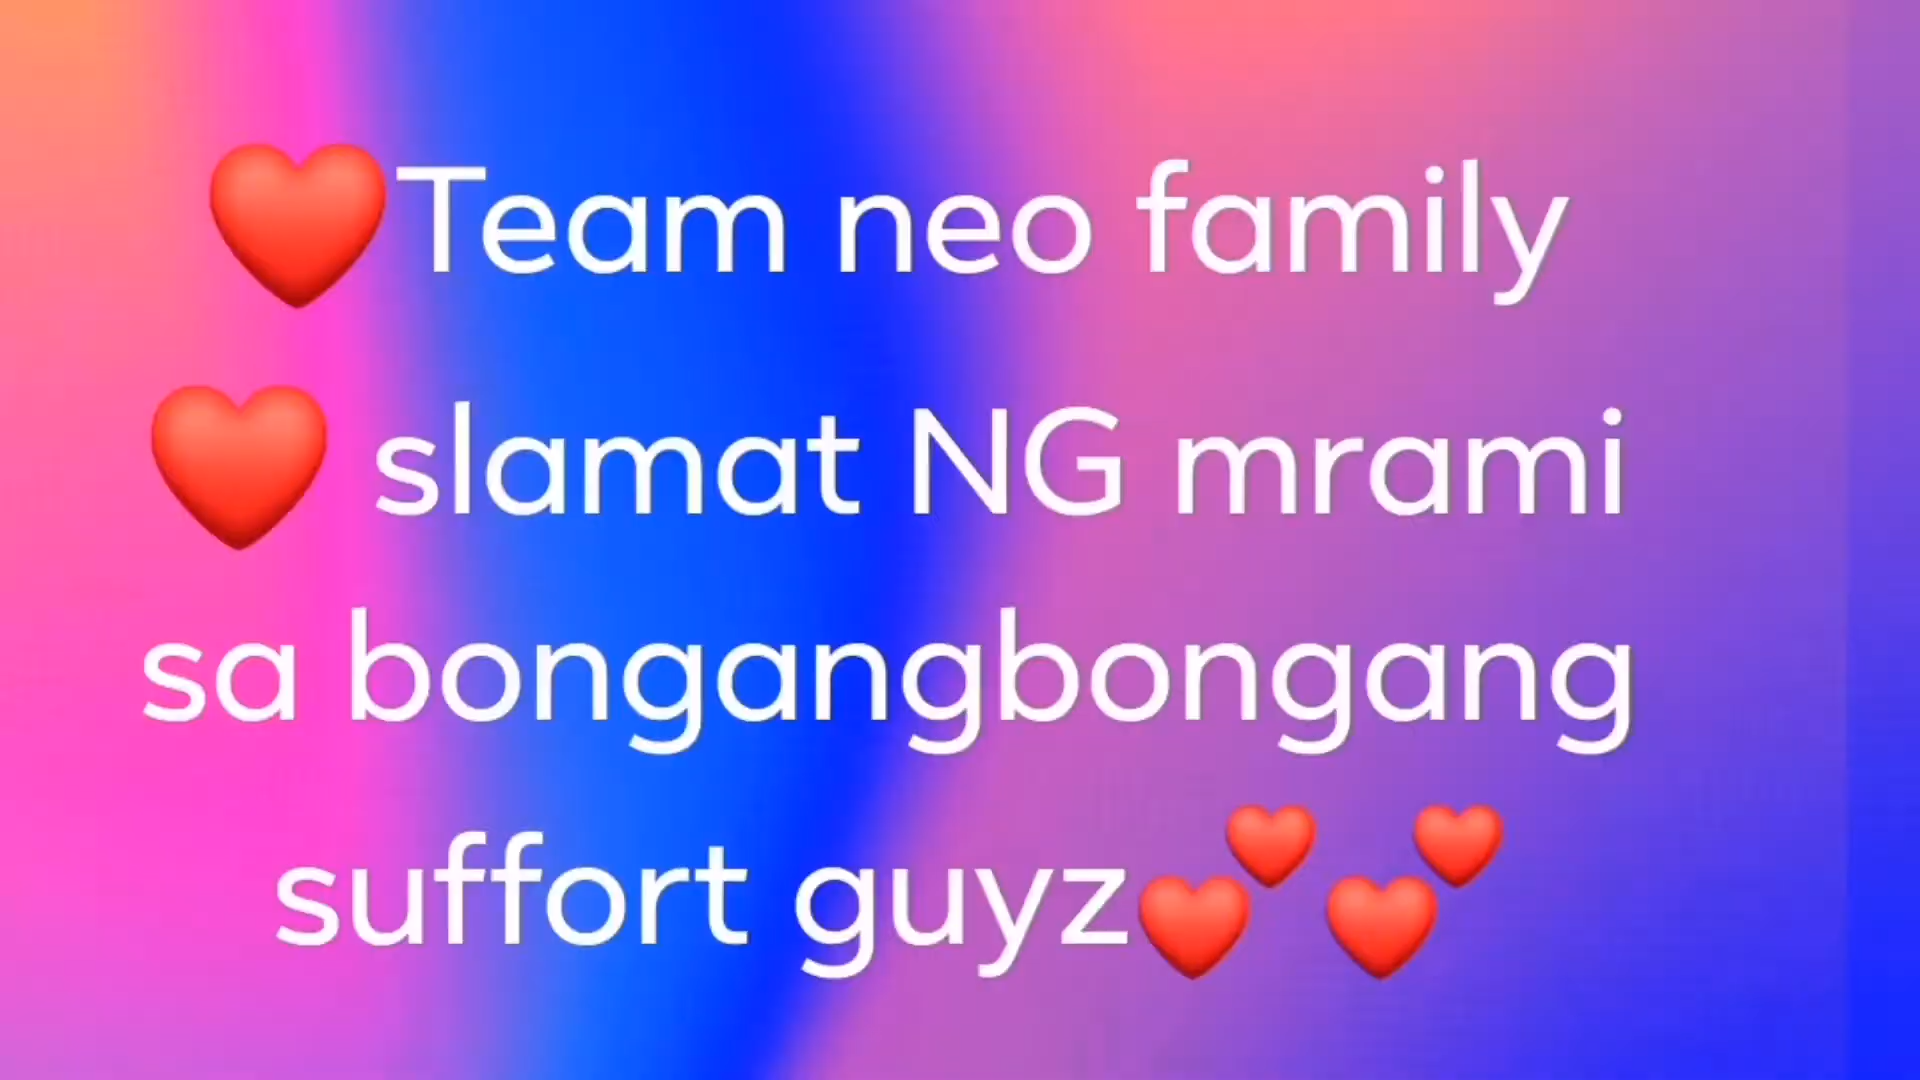 ❤️Team neo family
❤️ slamat NG mrami
sa bongangbongang
suffort guyz💕💕